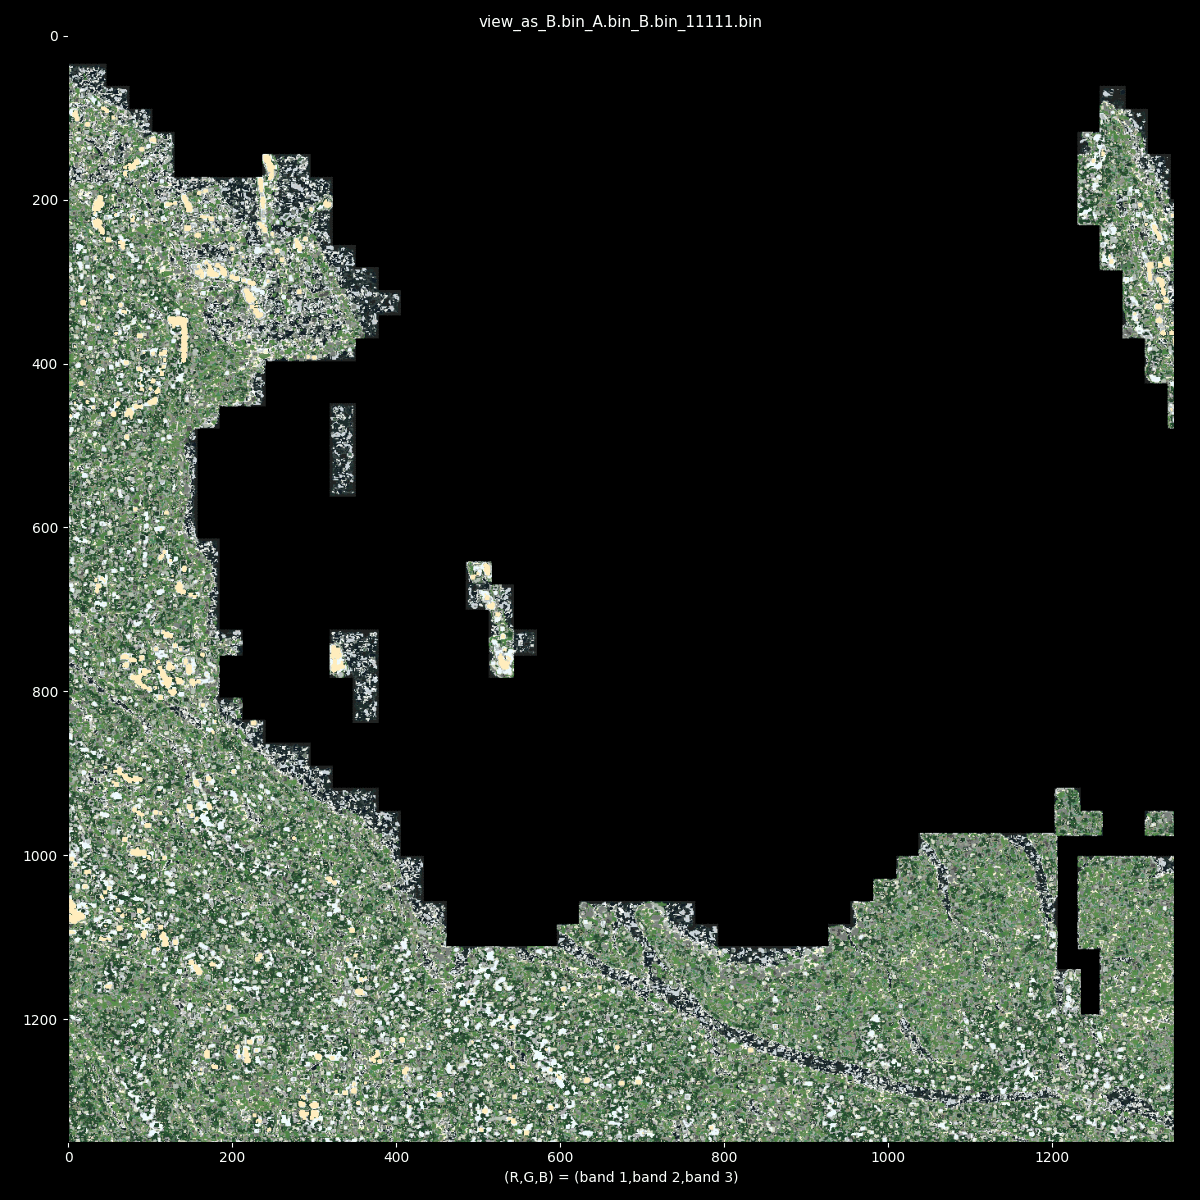 view_as_B.bin_A.bin_B.bin_11111.bin
0
200
400
600
800
1000
1200
0 200 400 600 800 1000 1200
(R,G,B) = (band 1,band 2,band 3)